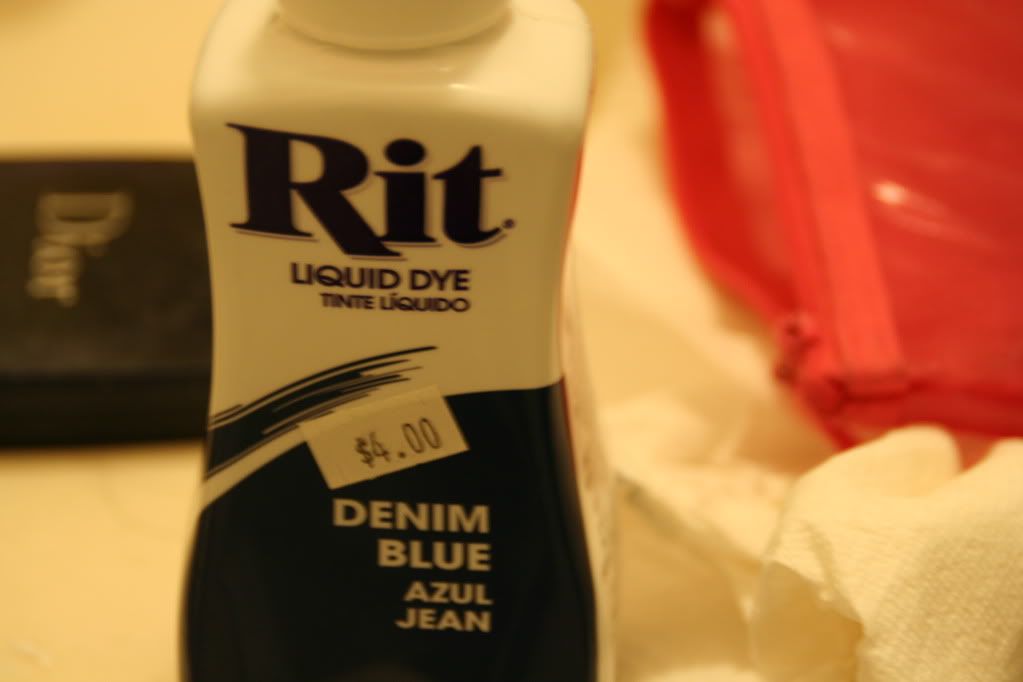 Rit
LIQUID DYE
TINTE LÍQUIDO
$4.00
DENIM
BLUE
AZUL
JEAN
Dior